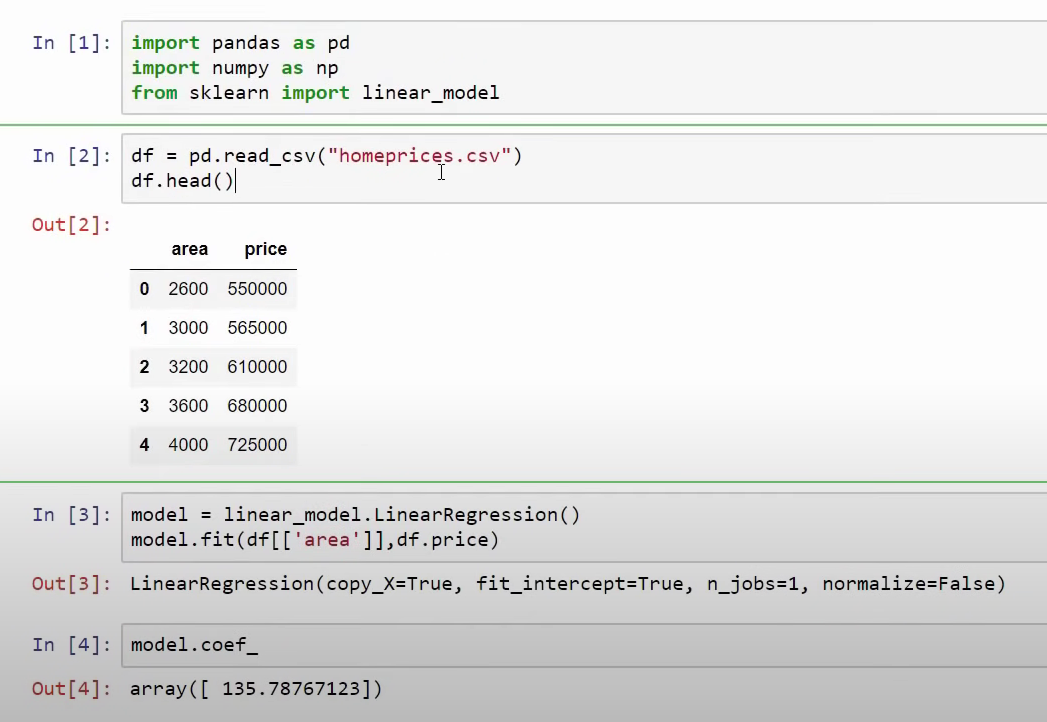 In [1]: import pandas as pd
import numpy as np
from sklearn import linear_model
In [2]: df = pd.read_csv("homeprices.csv")
df.head()
Out[2]:
area price
0 2600 550000
1 3000 565000
2 3200 610000
3 3600 680000
4 4000 725000
In [3]: model = linear_model.LinearRegression()
model.fit(df[['area']],df.price)
Out[3]: LinearRegression(copy_X=True, fit_intercept=True, n_jobs=1, normalize=False)
In [4]: model.coef_
Out[4]: array([ 135.78767123])